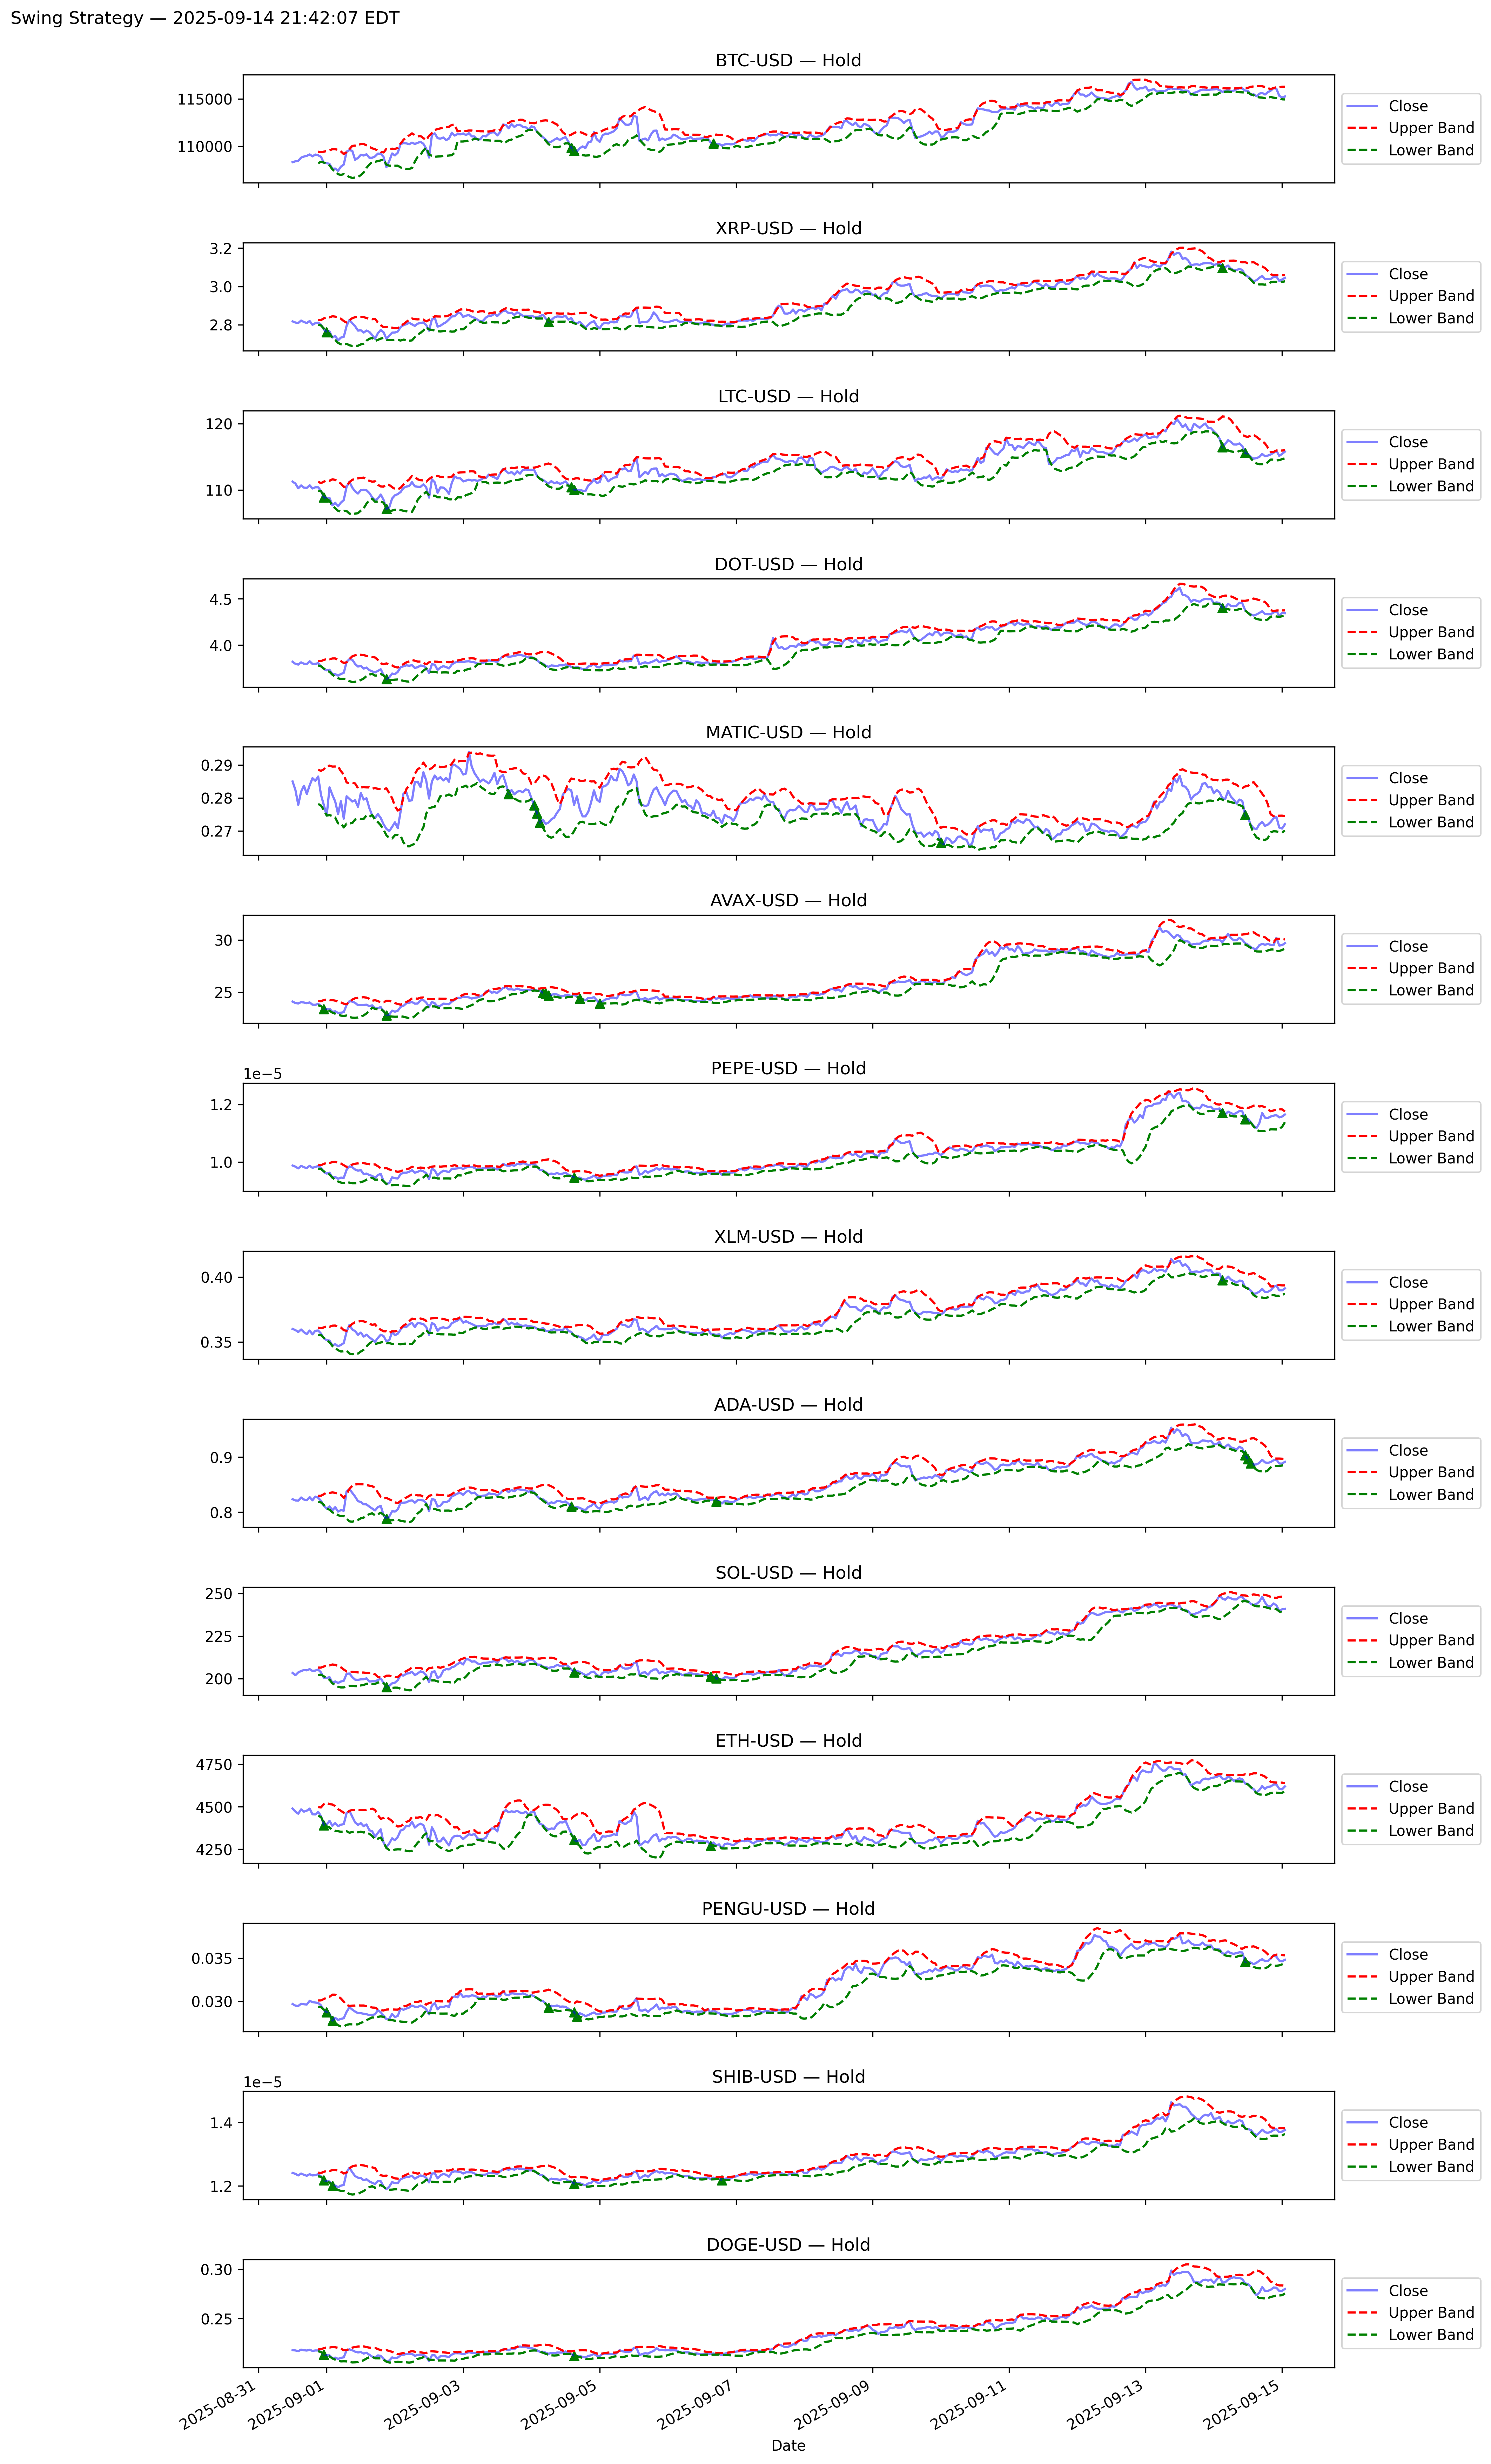 Swing Strategy — 2025-09-14 21:42:07 EDT
BTC-USD — Hold
115000
110000
Close
Upper Band
Lower Band
XRP-USD — Hold
3.2
3.0
2.8
Close
Upper Band
Lower Band
LTC-USD — Hold
120
110
Close
Upper Band
Lower Band
DOT-USD — Hold
4.5
4.0
Close
Upper Band
Lower Band
MATIC-USD — Hold
0.29
0.28
0.27
Close
Upper Band
Lower Band
AVAX-USD — Hold
30
25
Close
Upper Band
Lower Band
PEPE-USD — Hold
1e−5
1.2
1.0
Close
Upper Band
Lower Band
XLM-USD — Hold
0.40
0.35
Close
Upper Band
Lower Band
ADA-USD — Hold
0.9
0.8
Close
Upper Band
Lower Band
SOL-USD — Hold
250
225
200
Close
Upper Band
Lower Band
ETH-USD — Hold
4750
4500
4250
Close
Upper Band
Lower Band
PENGU-USD — Hold
0.035
0.030
Close
Upper Band
Lower Band
SHIB-USD — Hold
1e−5
1.4
1.2
Close
Upper Band
Lower Band
DOGE-USD — Hold
0.30
0.25
Close
Upper Band
Lower Band
2025-08-31
2025-09-01
2025-09-03
2025-09-05
2025-09-07
2025-09-09
2025-09-11
2025-09-13
2025-09-15
Date